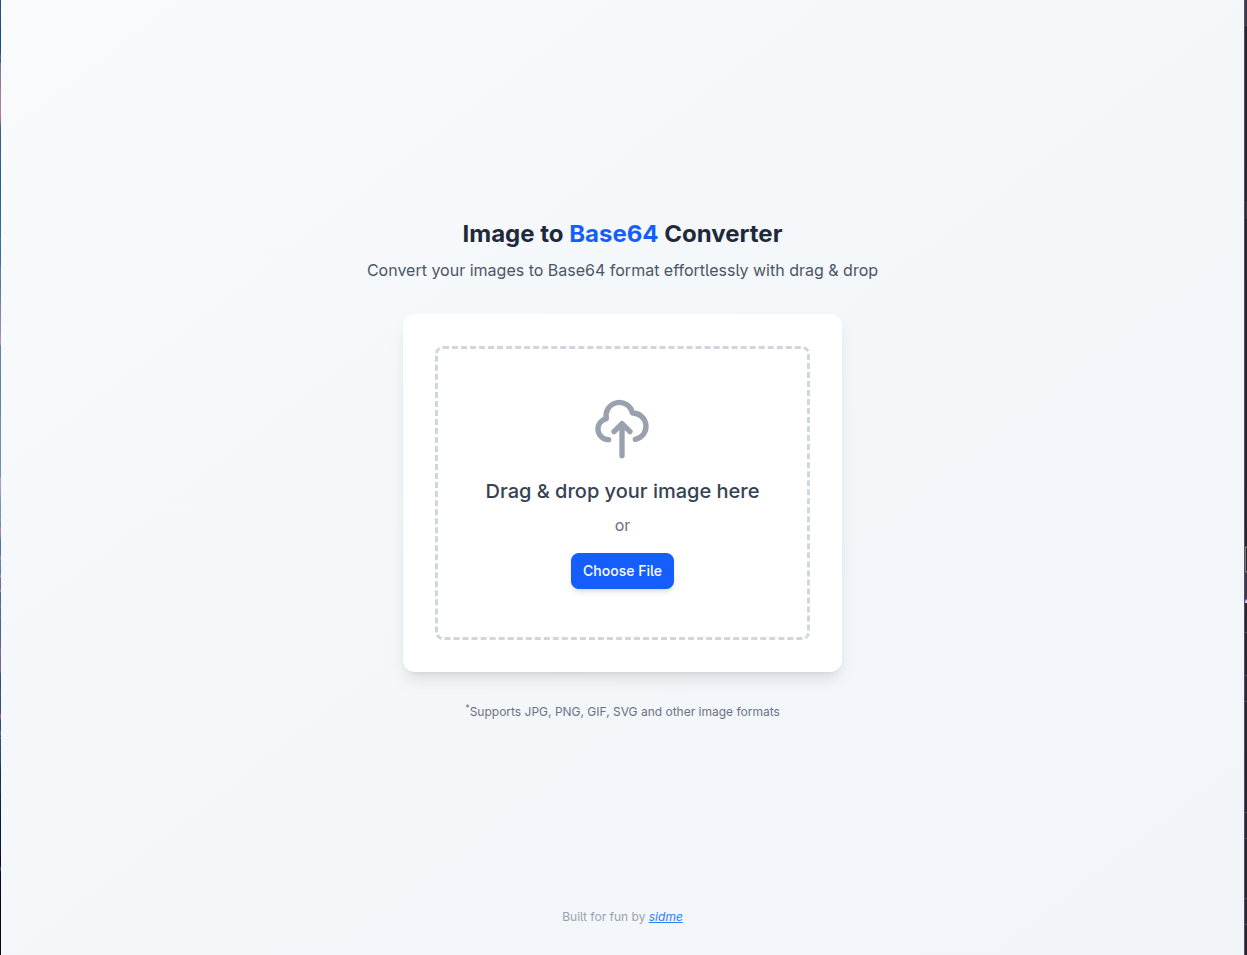 Image to Base64 Converter
Convert your images to Base64 format effortlessly with drag & drop
Drag & drop your image here
or
Choose File
*Supports JPG, PNG, GIF, SVG and other image formats
Built for fun by sidme